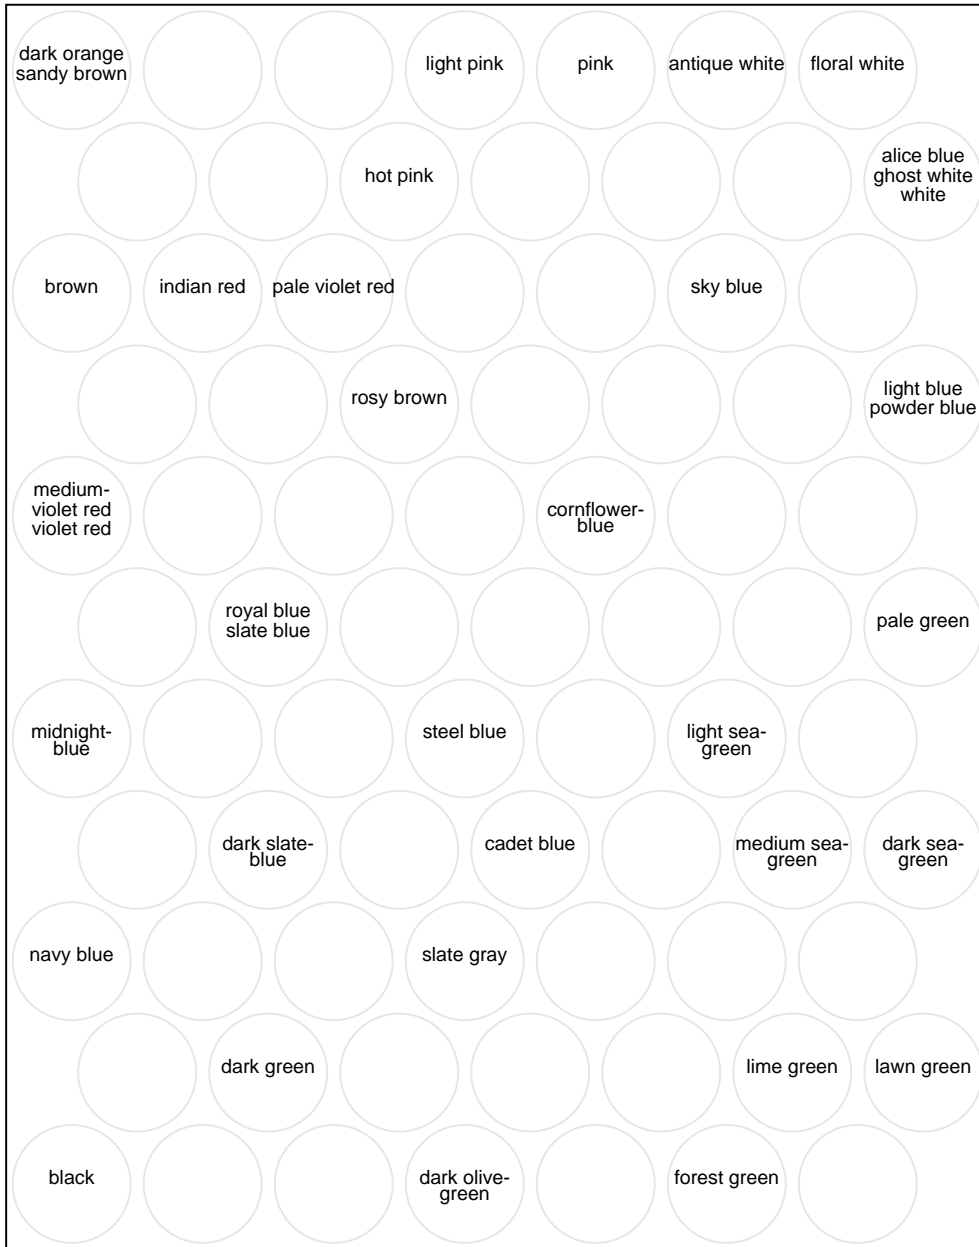 dark orange
sandy brown
light pink
pink
antique white
floral white
hot pink
alice blue
ghost white
white
brown
indian red
pale violet red
sky blue
rosy brown
light blue
powder blue
medium-
violet red
violet red
cornflower-
blue
royal blue
slate blue
pale green
midnight-
blue
steel blue
light sea-
green
dark slate-
blue
cadet blue
medium sea-
green
dark sea-
green
navy blue
slate gray
dark green
lime green
lawn green
black
dark olive-
green
forest green